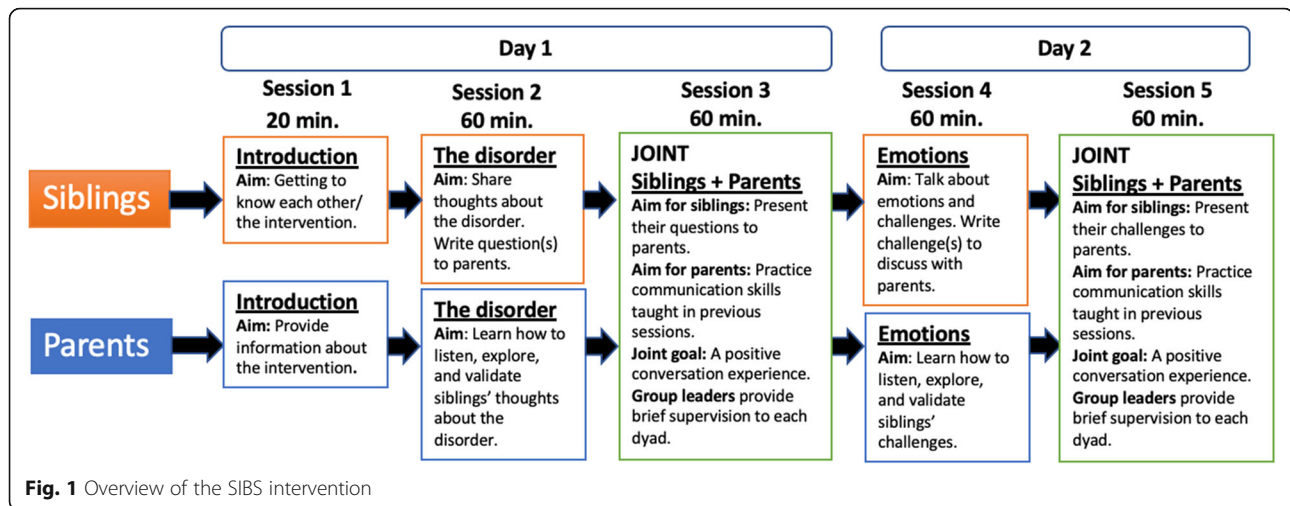 Day 1
Day 2
Session 1
20 min.
Session 2
60 min.
Session 3
60 min.
Session 4
60 min.
Session 5
60 min.
Siblings
Introduction
Aim: Getting to
know each other/
the intervention.
The disorder
Aim: Share
thoughts about
the disorder.
Write question(s)
to parents.
JOINT
Siblings + Parents
Aim for siblings: Present
their questions to
parents.
Aim for parents: Practice
communication skills
taught in previous
sessions.
Joint goal: A positive
conversation experience.
Group leaders provide
brief supervision to each
dyad.
Emotions
Aim: Talk about
emotions and
challenges. Write
challenge(s) to
discuss with
parents.
JOINT
Siblings + Parents
Aim for siblings: Present
their challenges to
parents.
Aim for parents: Practice
communication skills
taught in previous
sessions.
Joint goal: A positive
conversation experience.
Group leaders provide
brief supervision to each
dyad.
Parents
Introduction
Aim: Provide
information about
the intervention.
The disorder
Aim: Learn how to
listen, explore,
and validate
siblings' thoughts
about the
disorder.
Emotions
Aim: Learn how to
listen, explore,
and validate
siblings'
challenges.
Fig. 1 Overview of the SIBS intervention